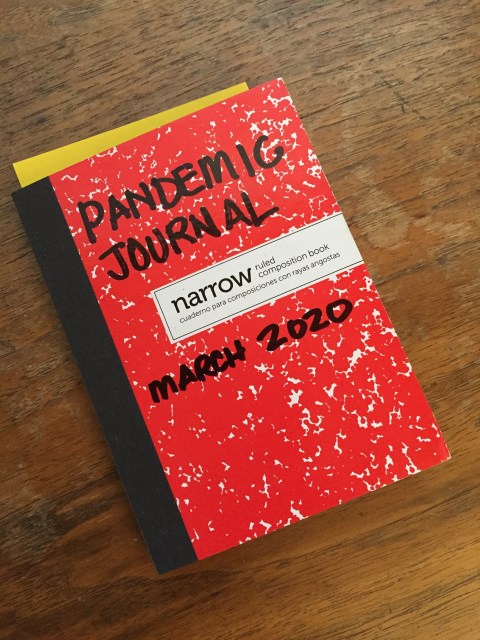 PANDEMIC
JOURNAL
narrow ruled
composition book
cuaderno para composiciones con rayas angostas
MARCH 2020